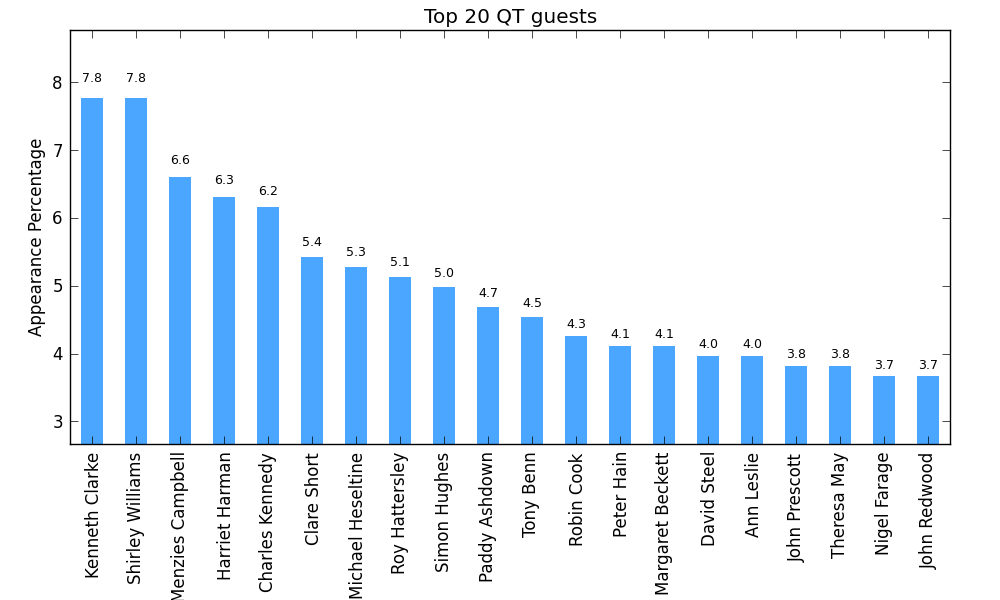 Top 20 QT guests
Appearance Percentage
8
7
6
5
4
3
7.8
7.8
6.6
6.3
6.2
5.4
5.3
5.1
5.0
4.7
4.5
4.3
4.1
4.1
4.0
4.0
3.8
3.8
3.7
3.7
Kenneth Clarke
Shirley Williams
Menzies Campbell
Harriet Harman
Charles Kennedy
Clare Short
Michael Heseltine
Roy Hattersley
Simon Hughes
Paddy Ashdown
Tony Benn
Robin Cook
Peter Hain
Margaret Beckett
David Steel
Ann Leslie
John Prescott
Theresa May
Nigel Farage
John Redwood